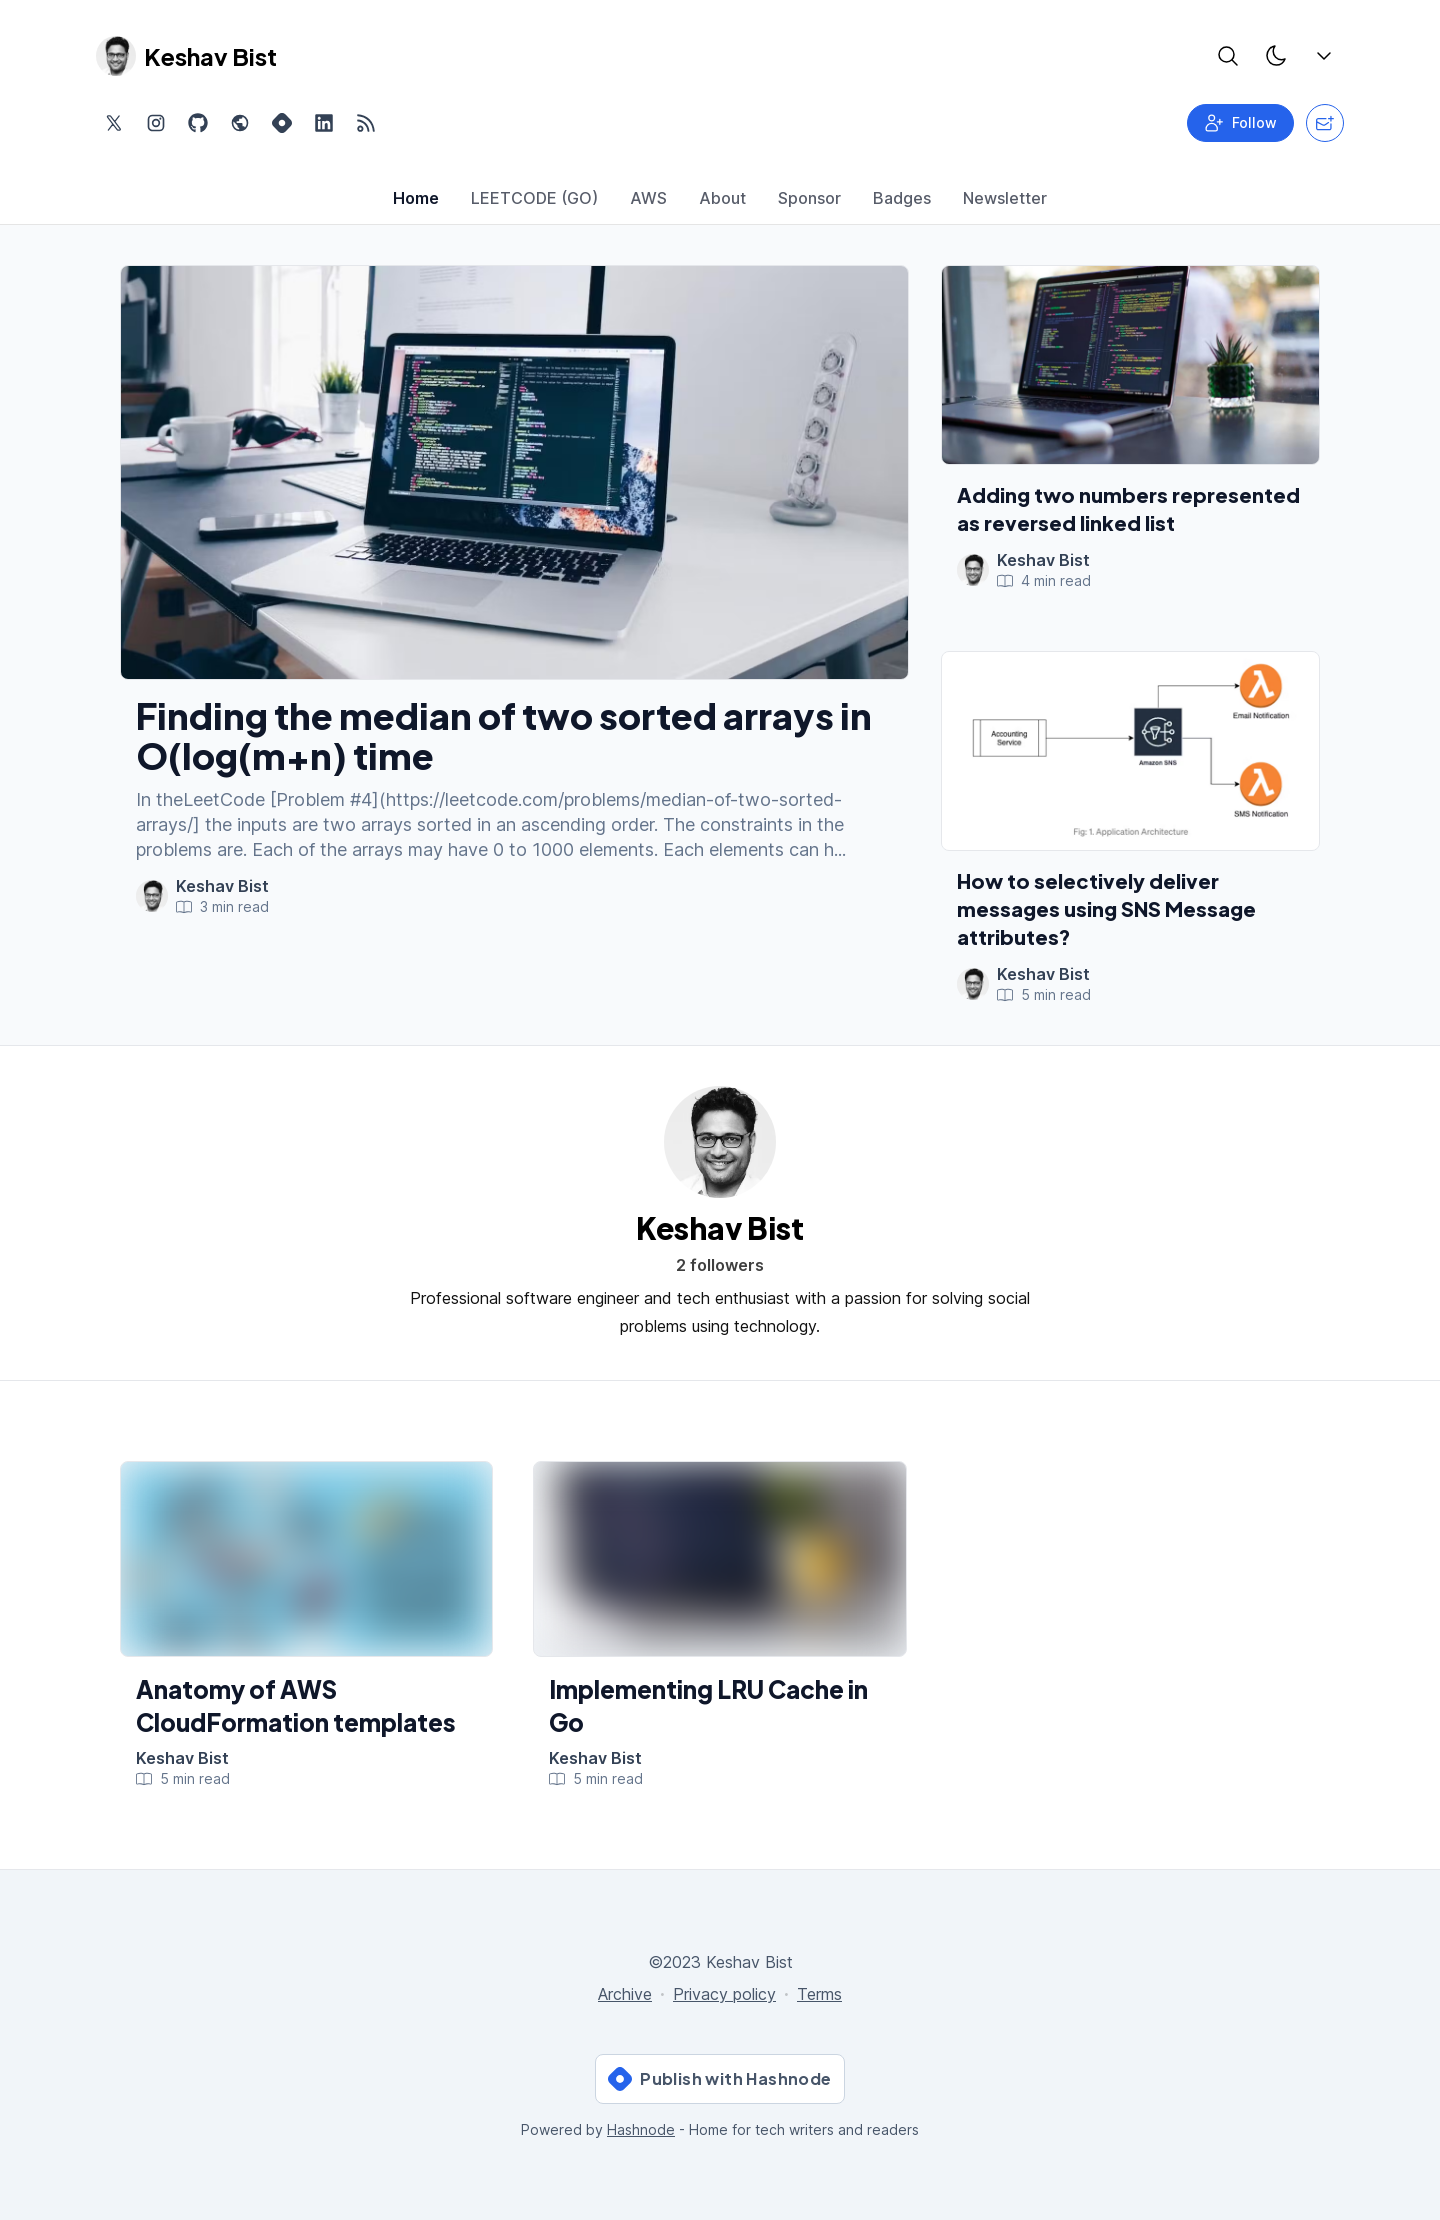 Keshav Bist
Follow
Home LEETCODE (GO) AWS About Sponsor Badges Newsletter
Finding the median of two sorted arrays in
O(log(m+n) time
In theLeetCode [Problem #4](https://leetcode.com/problems/median-of-two-sorted-
arrays/] the inputs are two arrays sorted in an ascending order. The constraints in the
problems are. Each of the arrays may have 0 to 1000 elements. Each elements can h...
Keshav Bist
3 min read
Adding two numbers represented
as reversed linked list
Keshav Bist
4 min read
Accounting
Service
Amazon SNS
Email Notification
SMS Notification
Fig: 1. Application Architecture
How to selectively deliver
messages using SNS Message
attributes?
Keshav Bist
5 min read
Keshav Bist
2 followers
Professional software engineer and tech enthusiast with a passion for solving social
problems using technology.
Anatomy of AWS
CloudFormation templates
Keshav Bist
5 min read
Implementing LRU Cache in
Go
Keshav Bist
5 min read
©2023 Keshav Bist
Archive · Privacy policy · Terms
Publish with Hashnode
Powered by Hashnode - Home for tech writers and readers